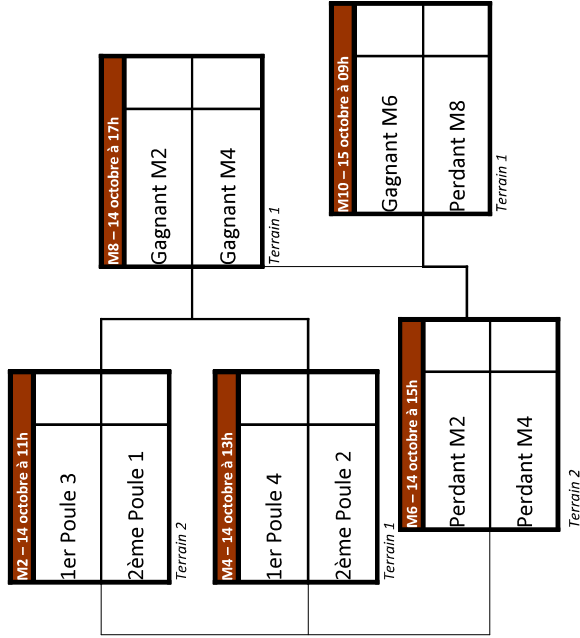 M2 – 14 octobre à 11h
1er Poule 3
2ème Poule 1
Terrain 2
M4 – 14 octobre à 13h
1er Poule 4
2ème Poule 2
Terrain 1
M6 – 14 octobre à 15h
Perdant M2
Perdant M4
Terrain 2
M8 – 14 octobre à 17h
Gagnant M2
Gagnant M4
Terrain 1
M10 – 15 octobre à 09h
Gagnant M6
Perdant M8
Terrain 1